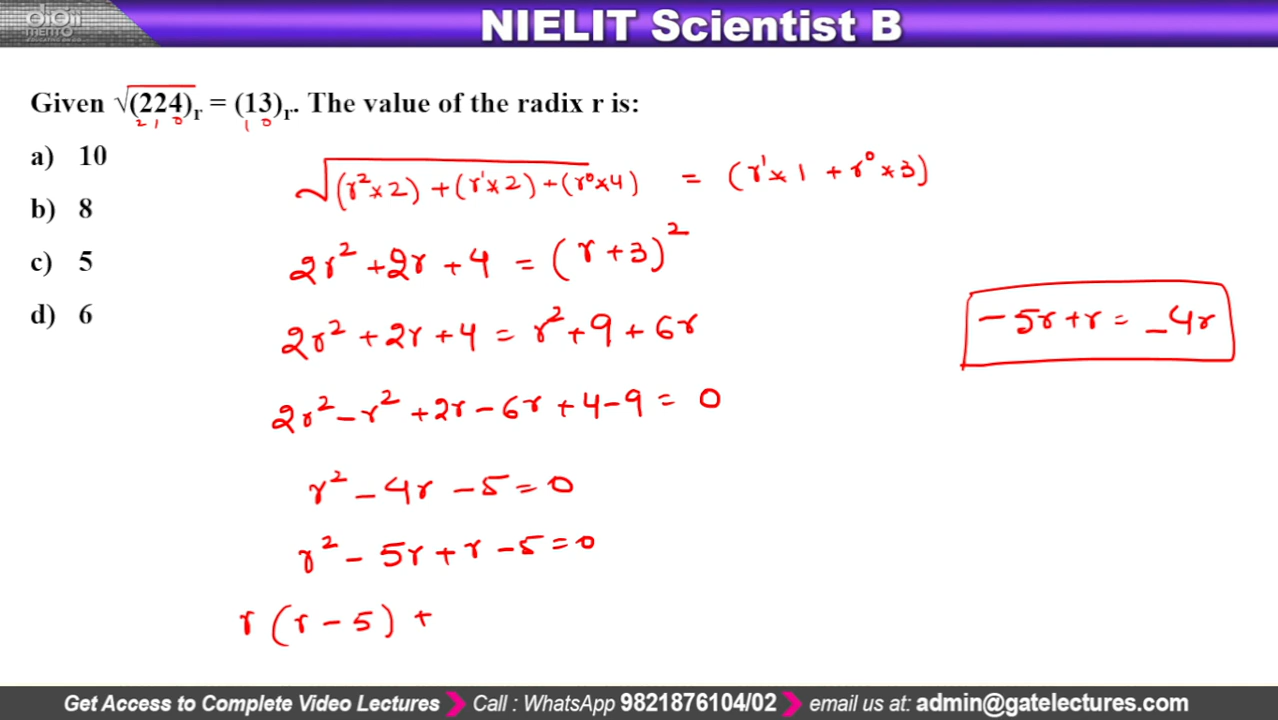 digii
mento
NIELIT Scientist B
Given √(224)r = (13)r. The value of the radix r is:
2 1 0 1 0
a) 10
√(r²×2) + (r¹×2) + (r⁰×4) = (r¹×1 + r⁰×3)
b) 8
2r² + 2r + 4 = (r + 3)²
c) 5
d) 6
2r² + 2r + 4 = r² + 9 + 6r
-5r + r = -4r
2r² - r² + 2r - 6r + 4 - 9 = 0
r² - 4r - 5 = 0
r² - 5r + r - 5 = 0
r (r - 5) +
Get Access to Complete Video Lectures Call : WhatsApp 9821876104/02 email us at: admin@gatelectures.com